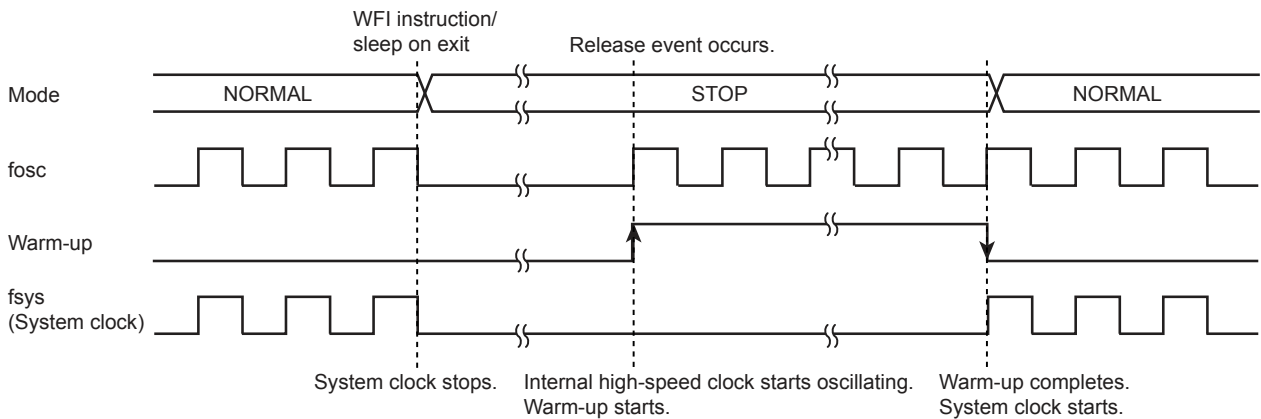 WFI instruction/
sleep on exit
Release event occurs.
Mode
NORMAL
STOP
NORMAL
fosc
Warm-up
fsys
(System clock)
System clock stops.
Internal high-speed clock starts oscillating.
Warm-up starts.
Warm-up completes.
System clock starts.